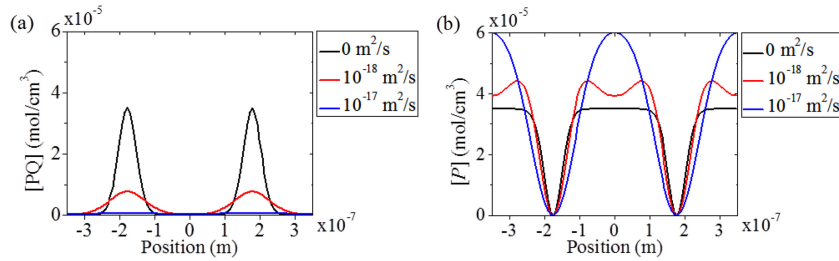 (a)
x10⁻⁵
6
4
2
0
[PQ] (mol/cm³)
-3 -2 -1 0 1 2 3
Position (m)
x10⁻⁷
0 m²/s
10⁻¹⁸ m²/s
10⁻¹⁷ m²/s
(b)
x10⁻⁵
6
4
2
0
[P] (mol/cm³)
-3 -2 -1 0 1 2 3
Position (m)
x10⁻⁷
0 m²/s
10⁻¹⁸ m²/s
10⁻¹⁷ m²/s